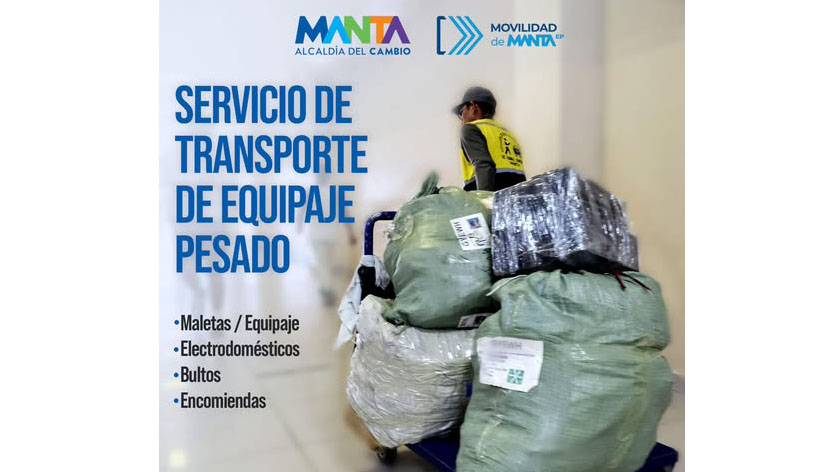 MANTA
ALCALDÍA DEL CAMBIO
MOVILIDAD
de MANTA EP
SERVICIO DE
TRANSPORTE
DE EQUIPAJE
PESADO
•Maletas / Equipaje
•Electrodomésticos
•Bultos
•Encomiendas